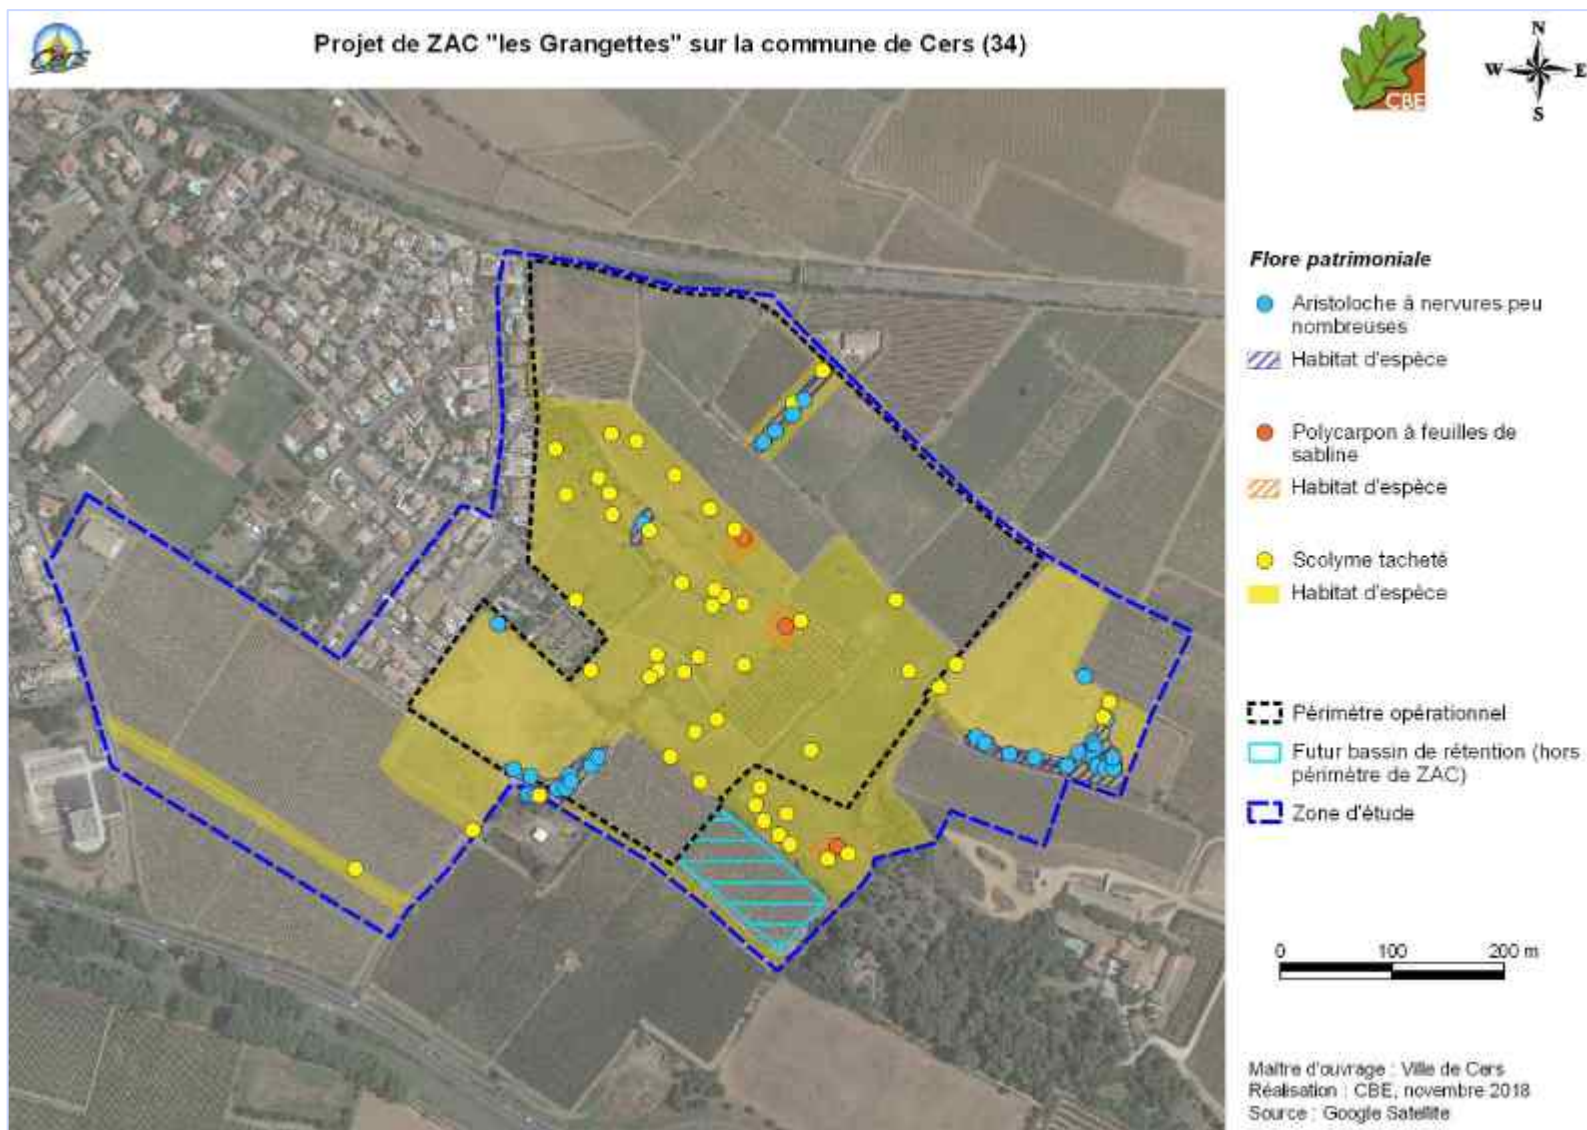 Projet de ZAC "les Grangettes" sur la commune de Cers (34)
CBE
N
W
E
S
Flore patrimoniale
Aristoloche à nervures peu
nombreuses
Habitat d'espèce
Polycarpon à feuilles de
sabline
Habitat d'espèce
Scolyme tacheté
Habitat d'espèce
Périmètre opérationnel
Futur bassin de rétention (hors
périmètre de ZAC)
Zone d'étude
0 100 200 m
Maître d'ouvrage : Ville de Cers
Réalisation : CBE, novembre 2018
Source : Google Satellite